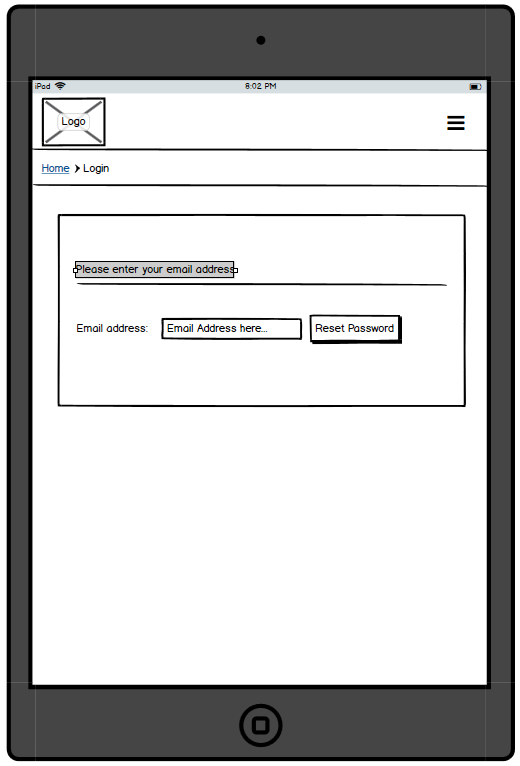 iPad 8:02 PM
Logo
Home Login
Please enter your email address
Email address: Email Address here... Reset Password